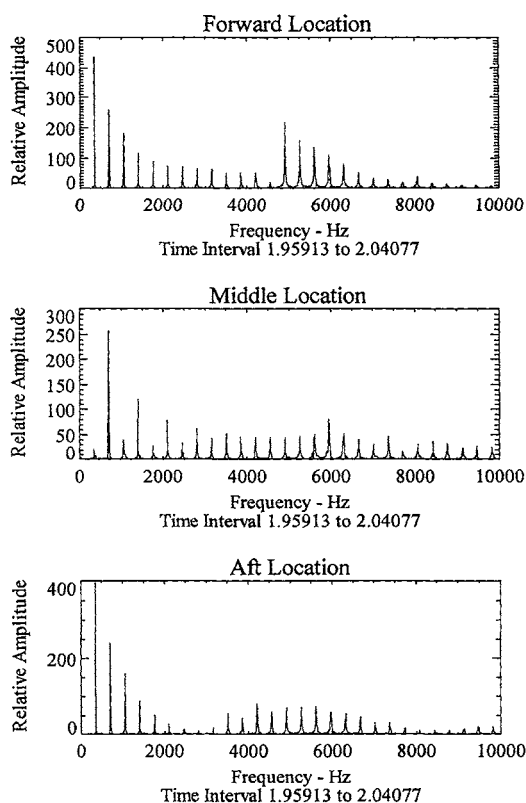 Forward Location
Relative Amplitude
500
400
300
200
100
0
0 2000 4000 6000 8000 10000
Frequency - Hz
Time Interval 1.95913 to 2.04077
Middle Location
Relative Amplitude
300
250
200
150
100
50
0
0 2000 4000 6000 8000 10000
Frequency - Hz
Time Interval 1.95913 to 2.04077
Aft Location
Relative Amplitude
400
200
0
0 2000 4000 6000 8000 10000
Frequency - Hz
Time Interval 1.95913 to 2.04077